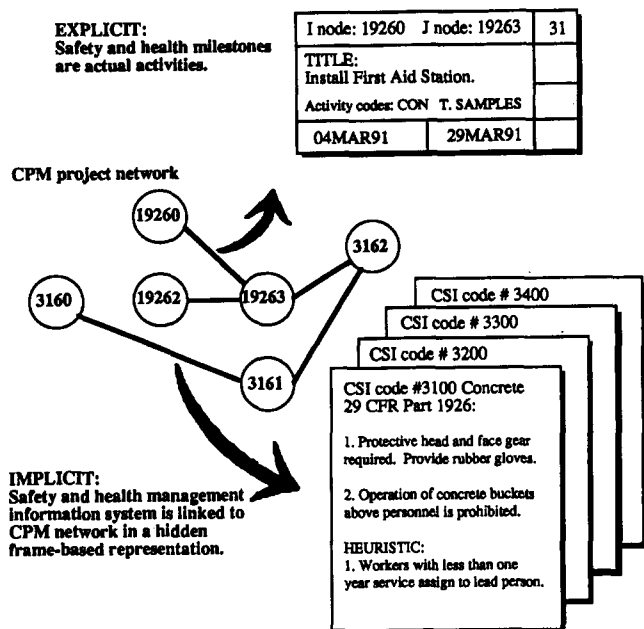 EXPLICIT:
Safety and health milestones
are actual activities.
I node: 19260 J node: 19263 31
TITLE:
Install First Aid Station.
Activity codes: CON T. SAMPLES
04MAR91 29MAR91
CPM project network
19260
3162
3160
19262
19263
3161
CSI code # 3400
CSI code # 3300
CSI code # 3200
CSI code #3100 Concrete
29 CFR Part 1926:
1. Protective head and face gear
required. Provide rubber gloves.
2. Operation of concrete buckets
above personnel is prohibited.
HEURISTIC:
1. Workers with less than one
year service assign to lead person.
IMPLICIT:
Safety and health management
information system is linked to
CPM network in a hidden
frame-based representation.